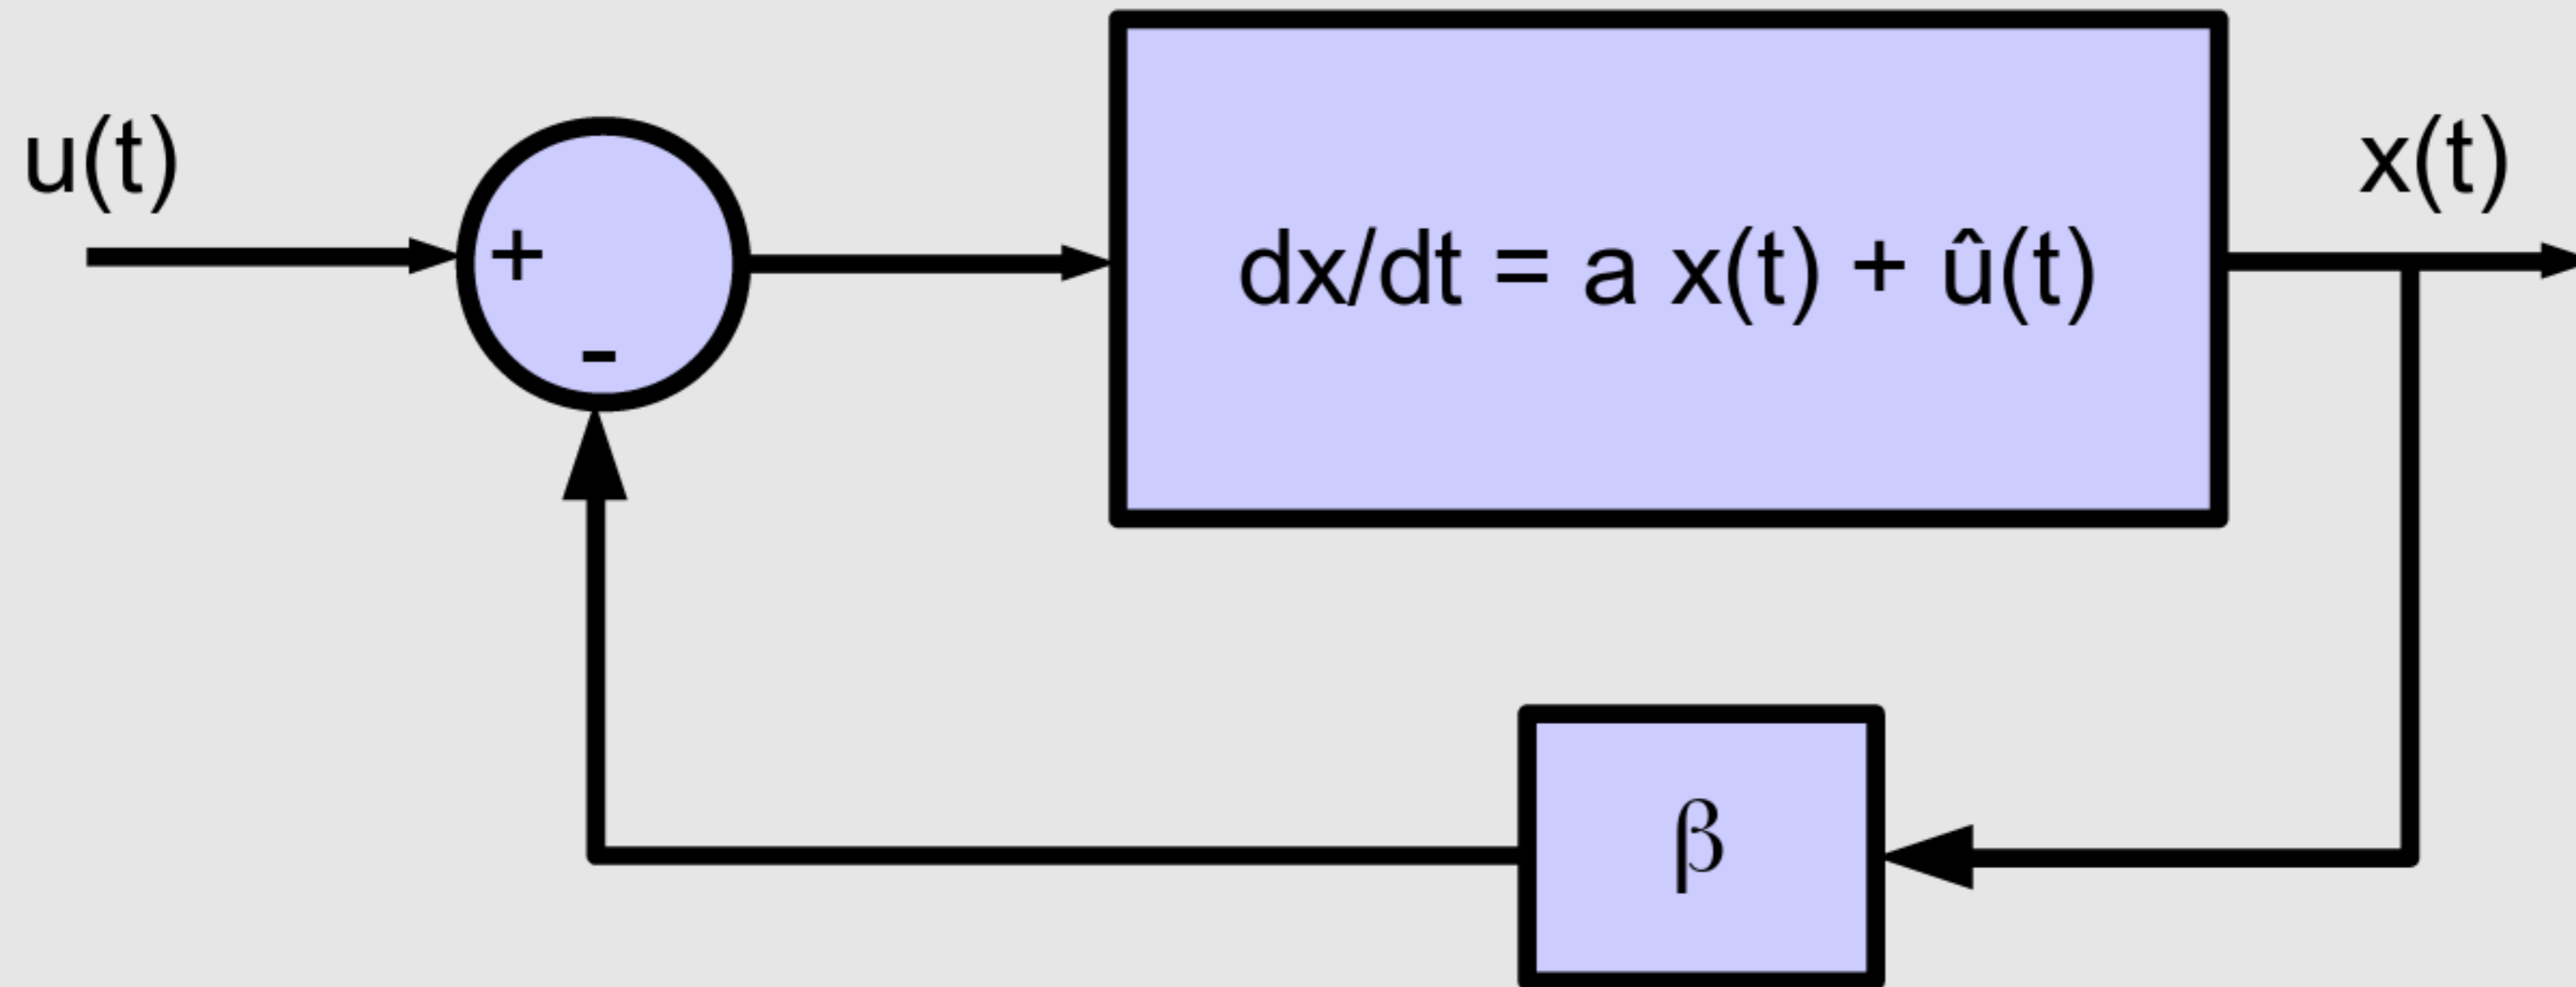 u(t)
+
-
dx/dt = a x(t) + û(t)
x(t)
β